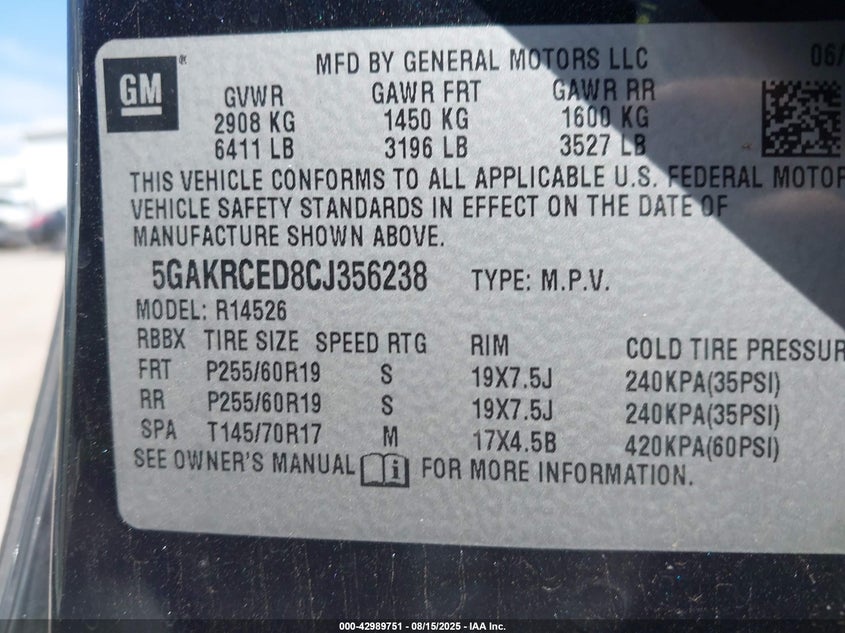 GM ®
MFD BY GENERAL MOTORS LLC 06/
GVWR GAWR FRT GAWR RR
2908 KG 1450 KG 1600 KG
6411 LB 3196 LB 3527 LB
THIS VEHICLE CONFORMS TO ALL APPLICABLE U.S. FEDERAL MOTOR
VEHICLE SAFETY STANDARDS IN EFFECT ON THE DATE OF
MANUFACTURE SHOWN ABOVE.
5GAKRCED8CJ356238 TYPE: M.P.V.
MODEL: R14526
RBBX TIRE SIZE SPEED RTG RIM COLD TIRE PRESSUR
FRT P255/60R19 S 19X7.5J 240KPA(35PSI)
RR P255/60R19 S 19X7.5J 240KPA(35PSI)
SPA T145/70R17 M 17X4.5B 420KPA(60PSI)
SEE OWNER'S MANUAL i FOR MORE INFORMATION.
000-42989751 — 08/15/2025 — IAA Inc.